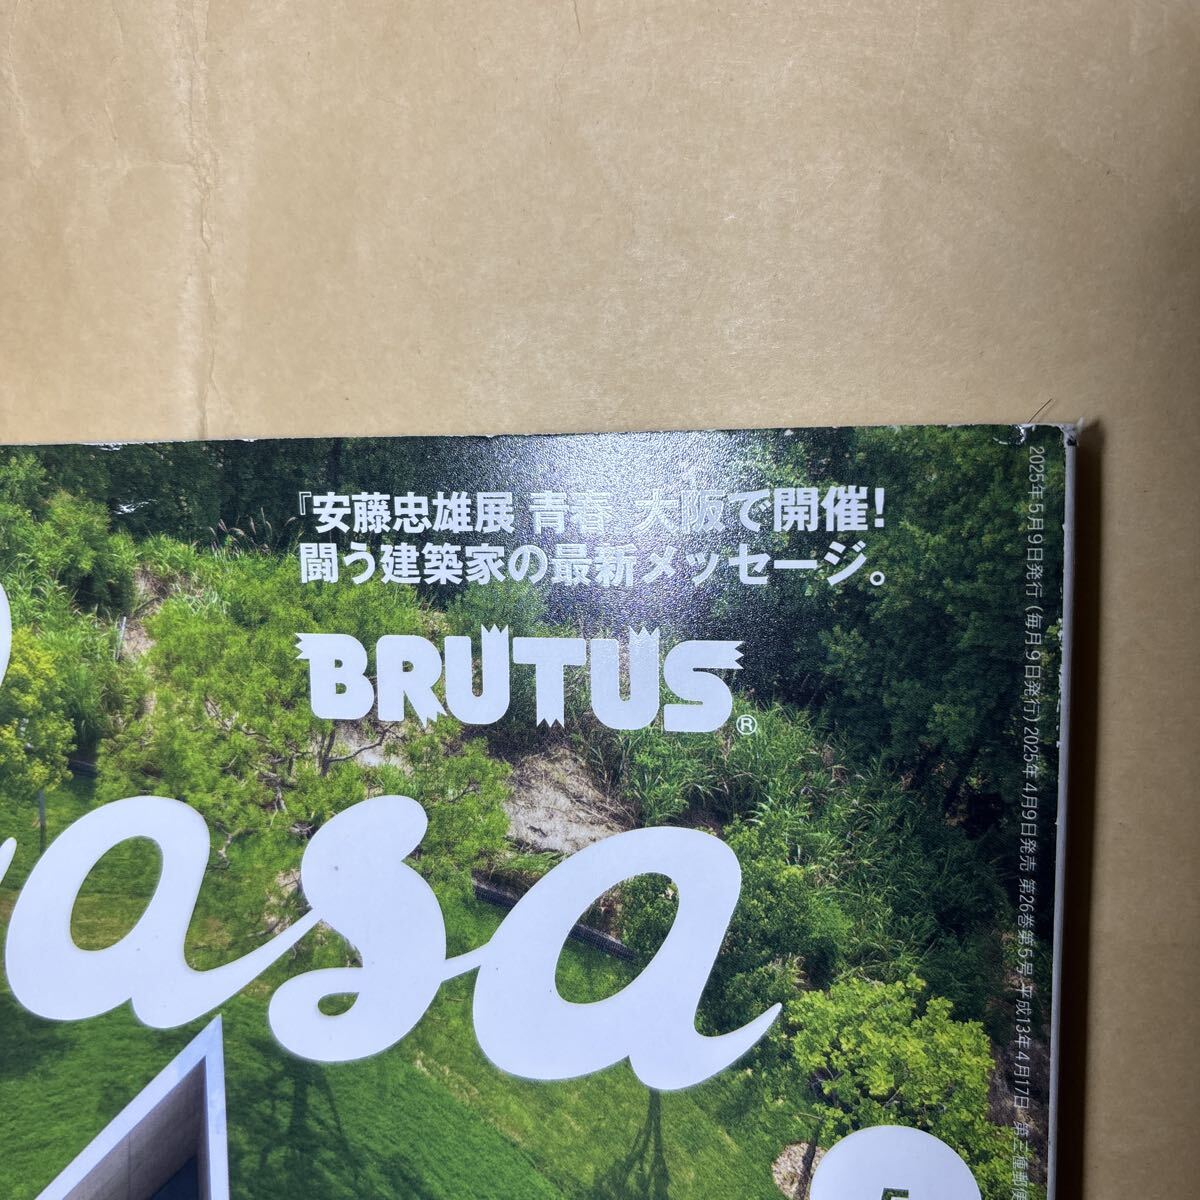 『安藤忠雄展 青春 大阪で開催!
闘う建築家の最新メッセージ。
BRUTUS®
Casa
2025年5月9日発行 (毎月9日発行) 2025年4月9日発売 第26巻第5号 平成13年4月17日 第三種郵便